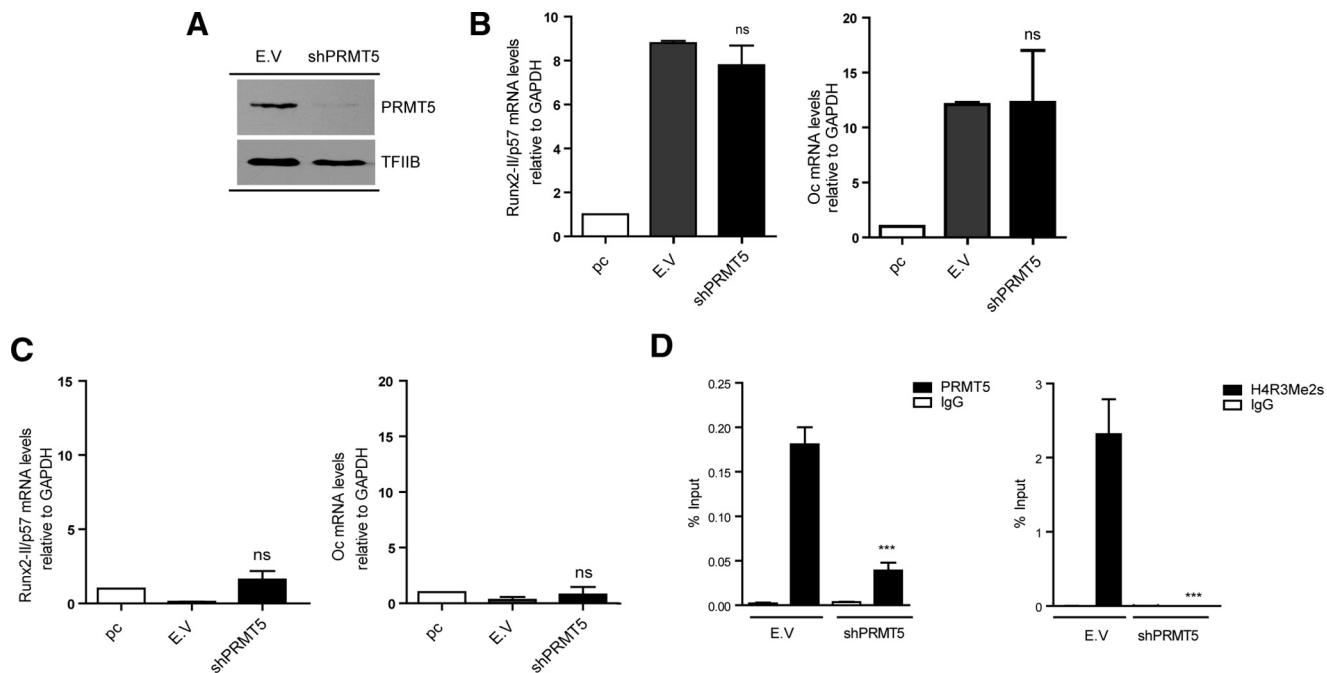 A
E.V shPRMT5
PRMT5
TFIIB
B
Runx2-II/p57 mRNA levels
relative to GAPDH
10
8
6
4
2
0
ns
pc E.V shPRMT5
Oc mRNA levels
relative to GAPDH
20
15
10
5
0
ns
pc E.V shPRMT5
C
Runx2-II/p57 mRNA levels
relative to GAPDH
15
10
5
0
ns
pc E.V shPRMT5
Oc mRNA levels
relative to GAPDH
20
15
10
5
0
ns
pc E.V shPRMT5
D
PRMT5
IgG
% Input
0.25
0.20
0.15
0.10
0.05
0.00
***
E.V shPRMT5
H4R3Me2s
IgG
% Input
3
2
1
0
***
E.V shPRMT5